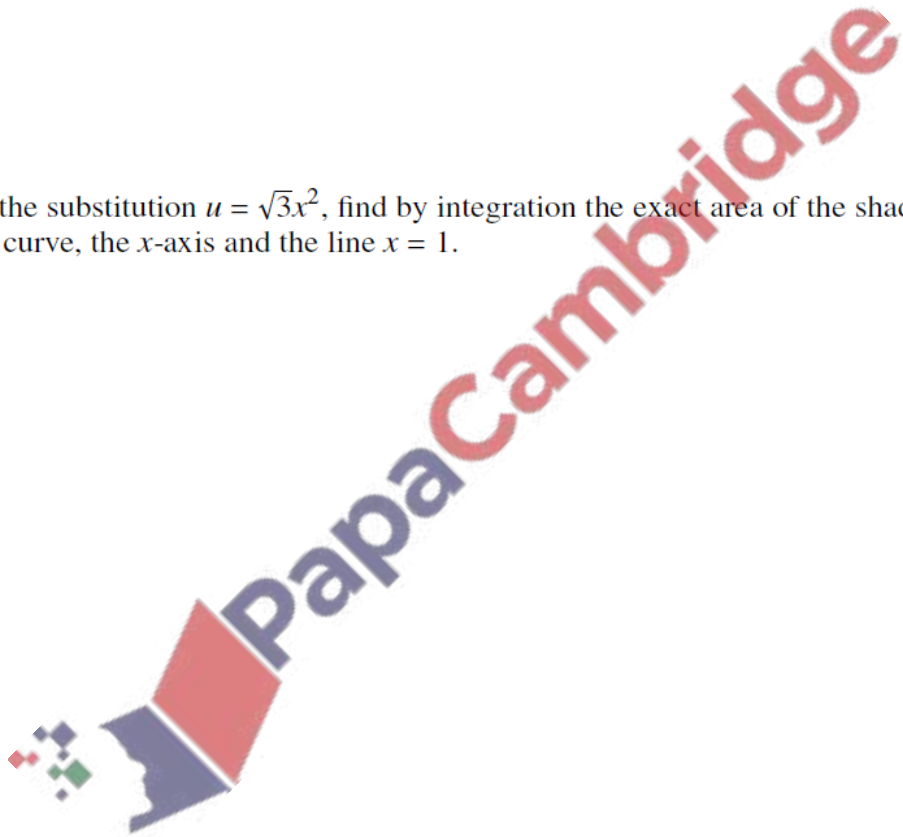 the substitution u = √3x², find by integration the exact area of the
curve, the x-axis and the line x = 1.
PapaCambridge